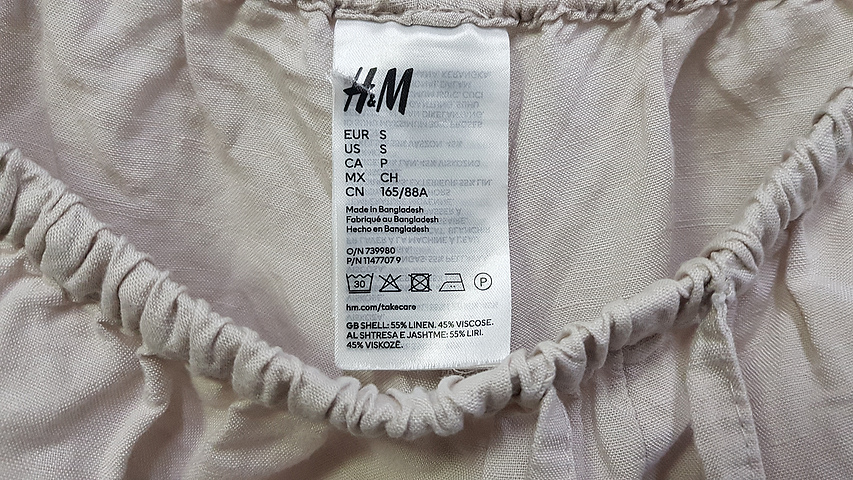 H&M
EUR S
US S
CA P
MX CH
CN 165/88A
Made in Bangladesh
Fabriqué au Bangladesh
Hecho en Bangladesh
O/N 739980
P/N 1147707 9
30 P
hm.com/takecare
GB SHELL: 55% LINEN. 45% VISCOSE.
AL SHTRESA E JASHTME: 55% LIRI.
45% VISKOZË.